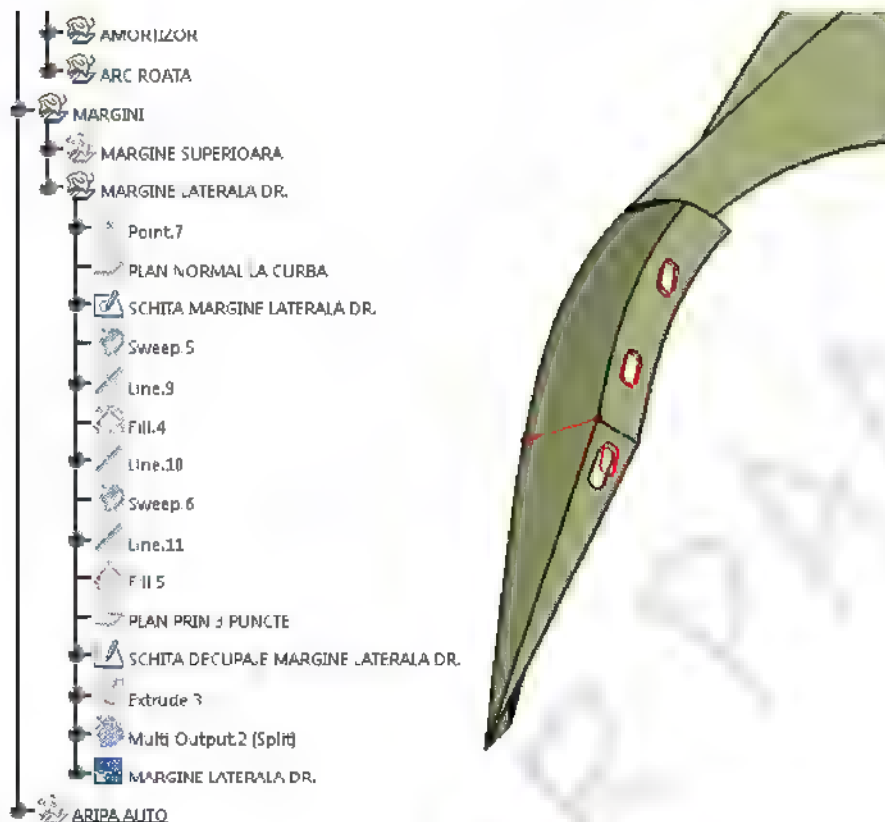 AMORTIZOR
ARC ROATA
MARGINI
MARGINE SUPERIOARA
MARGINE LATERALA DR.
Point.7
PLAN NORMAL LA CURBA
SCHITA MARGINE LATERALA DR.
Sweep.5
Line.9
Fill.4
Line.10
Sweep.6
Line.11
Fill.5
PLAN PRIN 3 PUNCTE
SCHITA DECUPAJE MARGINE LATERALA DR.
Extrude.3
Multi Output.2 (Split)
MARGINE LATERALA DR.
ARIPA AUTO